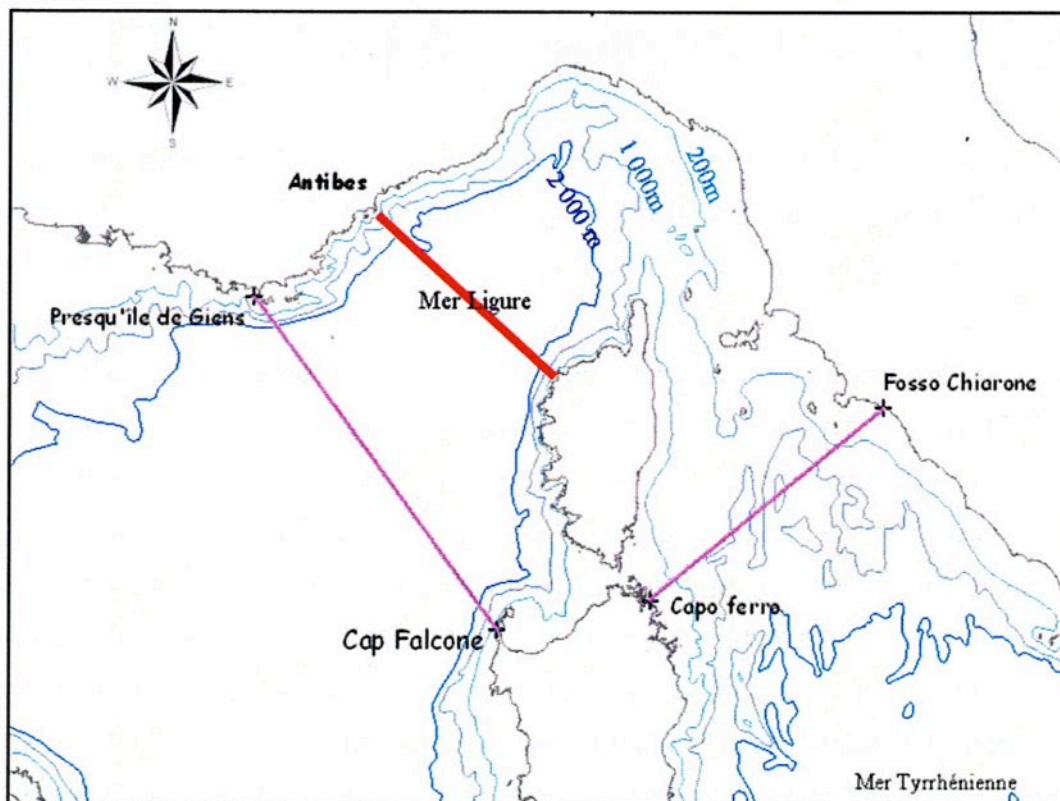 N
W
E
S
Antibes
200m
1 000m
2 000 m
Mer Ligure
Presqu'île de Giens
Fosso Chiarone
Capo ferro
Cap Falcone
Mer Tyrrhénienne